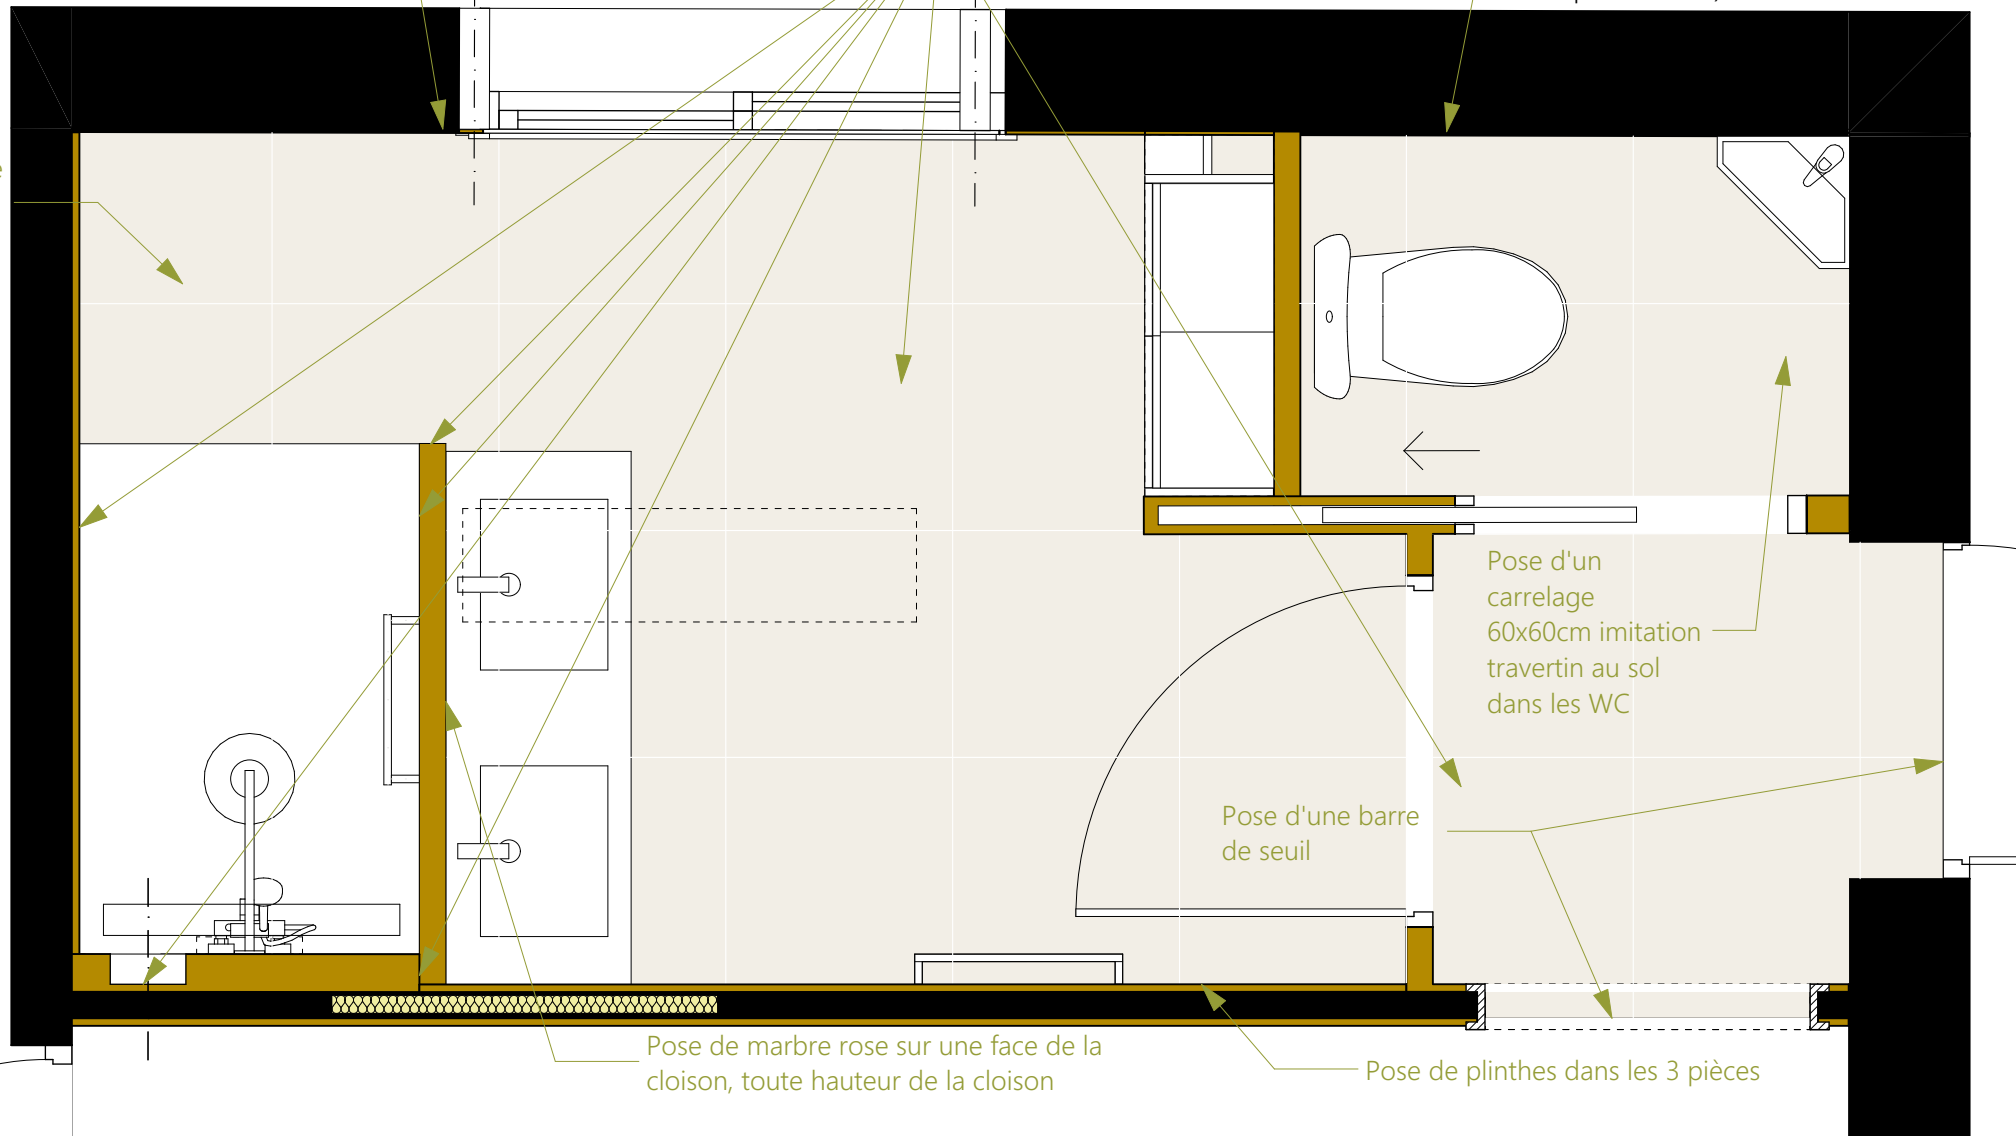 Pose d'un
carrelage
60x60cm imitation
travertin au sol
dans les WC
Pose d'une barre
de seuil
Pose de marbre rose sur une face de la
cloison, toute hauteur de la cloison
Pose de plinthes dans les 3 pièces